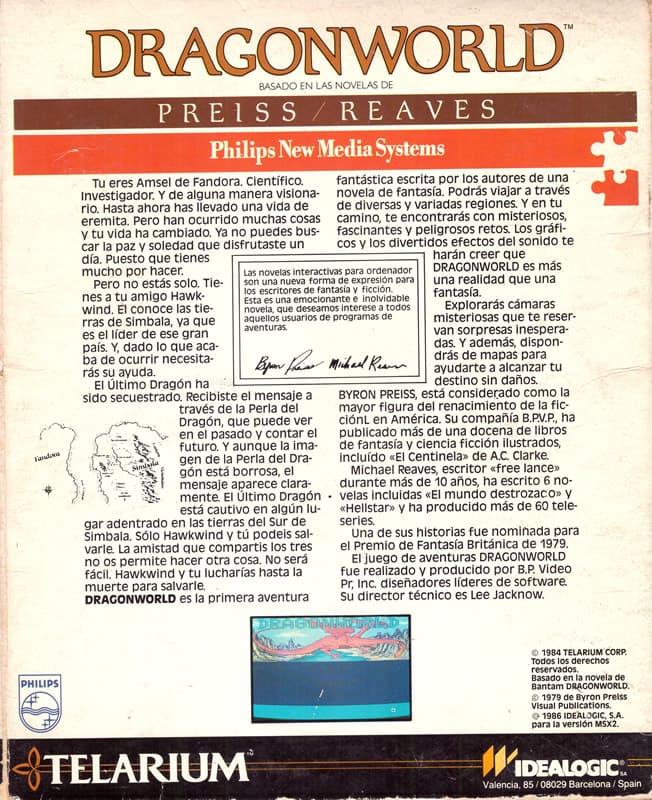 DRAGONWORLD™
BASADO EN LAS NOVELAS DE
PREISS / REAVES
Philips New Media Systems
Tu eres Amsel de Fandora. Científico.
Investigador. Y de alguna manera visiona-
rio. Hasta ahora has llevado una vida de
eremita. Pero han ocurrido muchas cosas
y tu vida ha cambiado. Ya no puedes bus-
car la paz y soledad que disfrutaste un
día. Puesto que tienes
mucho por hacer.
Pero no estás solo. Tie-
nes a tu amigo Hawk-
wind. El conoce las tie-
rras de Simbala, ya que
es el líder de ese gran
país. Y, dado lo que aca-
ba de ocurrir necesita-
rás su ayuda.
El Último Dragón ha
sido secuestrado. Recibiste el mensaje a
través de la Perla del
Dragón, que puede ver
en el pasado y contar el
futuro. Y aunque la ima-
gen de la Perla del Dra-
gón está borrosa, el
mensaje aparece clara-
mente. El Último Dragón
está cautivo en algún lu-
gar adentrado en las tierras del Sur de
Simbala. Sólo Hawkwind y tú podeis sal-
varle. La amistad que compartis los tres
no os permite hacer otra cosa. No será
fácil. Hawkwind y tu lucharías hasta la
muerte para salvarle.
DRAGONWORLD es la primera aventura
Fandora
Simbala
Las novelas interactivas para ordenador
son una nueva forma de expresión para
los escritores de fantasía y ficción.
Esta es una emocionante e inolvidable
novela, que deseamos interese a todos
aquellos usuarios de programas de
aventuras.
Byron Preiss Michael Reaves
fantástica escrita por los autores de una
novela de fantasía. Podrás viajar a través
de diversas y variadas regiones. Y en tu
camino, te encontrarás con misteriosos,
fascinantes y peligrosos retos. Los gráfi-
cos y los divertidos efectos del sonido te
harán creer que
DRAGONWORLD es más
una realidad que una
fantasía.
Explorarás cámaras
misteriosas que te reser-
van sorpresas inespera-
das. Y además, dispon-
drás de mapas para
ayudarte a alcanzar tu
destino sin daños.
BYRON PREISS, está considerado como la
mayor figura del renacimiento de la fic-
ciónL en América. Su compañía B.P.V.P., ha
publicado más de una docena de libros
de fantasía y ciencia ficción ilustrados,
incluído «El Centinela» de A.C. Clarke.
Michael Reaves, escritor «free lance»
durante más de 10 años, ha escrito 6 no-
velas incluidas «El mundo destrozaco» y
«Hellstar» y ha producido más de 60 tele-
series.
Una de sus historias fue nominada para
el Premio de Fantasía Británica de 1979.
El juego de aventuras DRAGONWORLD
fue realizado y producido por B.P. Video
Pr, Inc. diseñadores líderes de software.
Su director técnico es Lee Jacknow.
DRAGONWORLD
© 1984 TELARIUM CORP.
Todos los derechos
reservados.
Basado en la novela de
Bantam DRAGONWORLD.
© 1979 de Byron Preiss
Visual Publications.
© 1986 IDEALOGIC, S.A.
para la versión MSX2.
PHILIPS
TELARIUM™
IDEALOGIC SA
Valencia, 85 / 08029 Barcelona / Spain